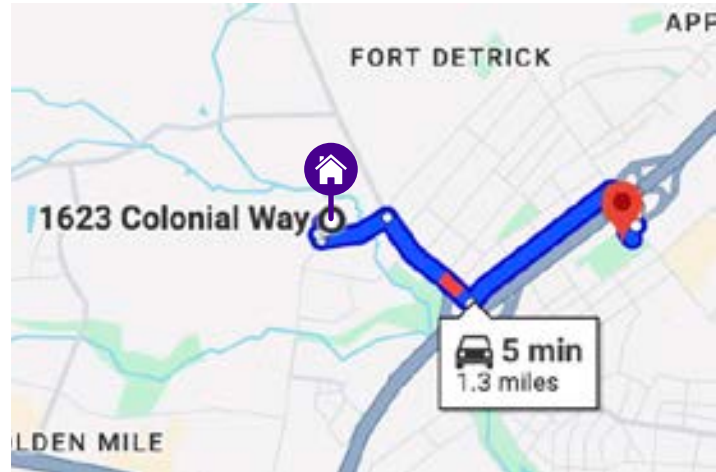 APP
FORT DETRICK
1623 Colonial Way
5 min
1.3 miles
LDEN MILE